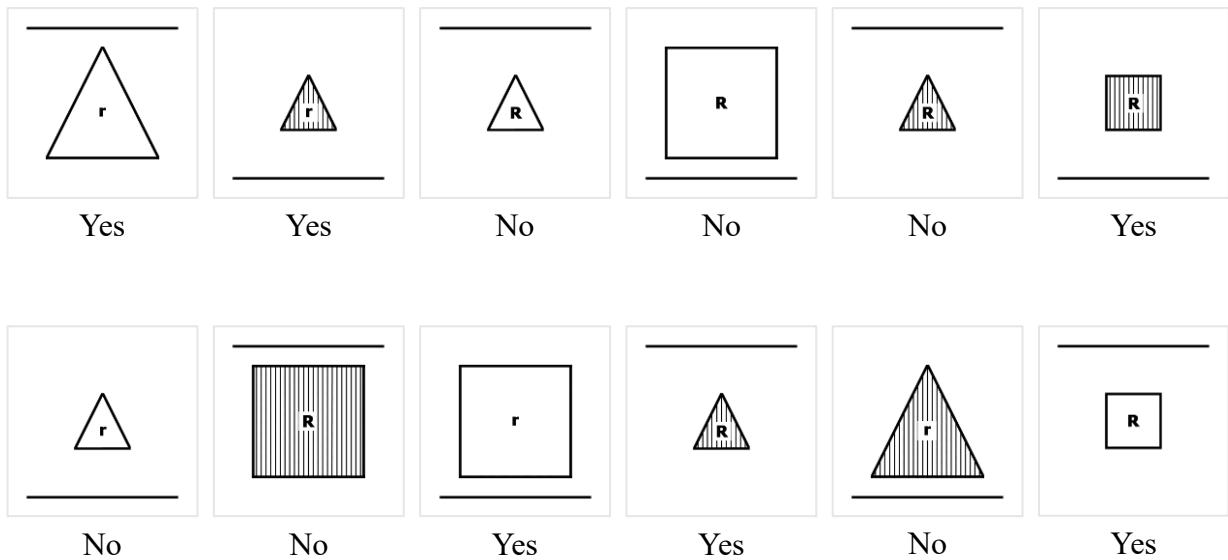 r r R R R R
Yes Yes No No No Yes
r R r R r R
No No Yes Yes No Yes